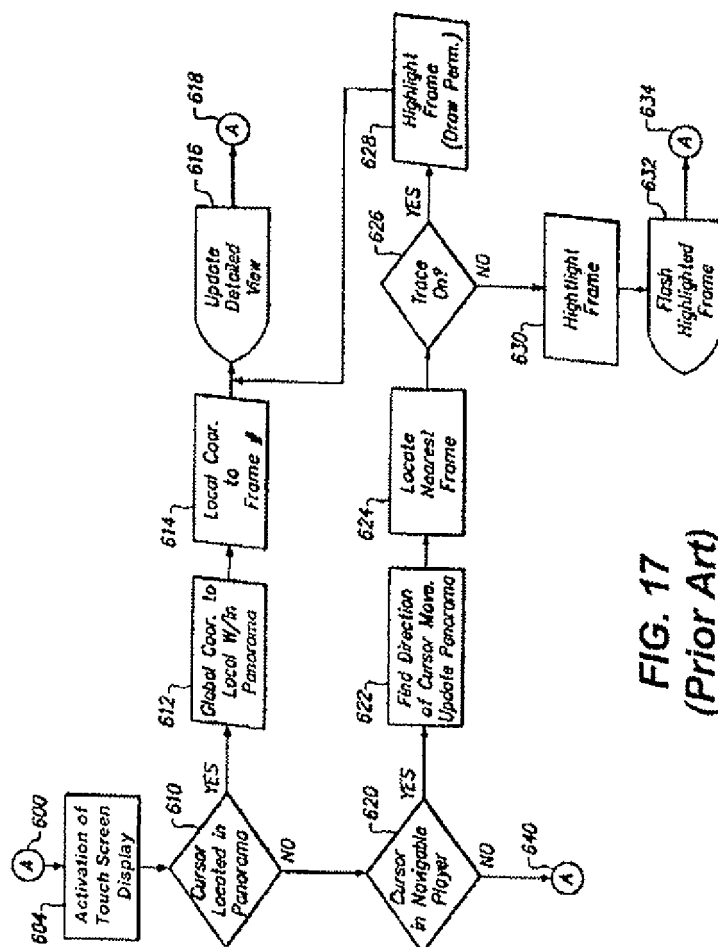 A
600
604
Activation of
Touch Screen
Display
610
Cursor
Located in
Panorama
YES
NO
612
Global Coor. to
Local W/in
Panorama
614
Local Coor.
to
Frame #
616
Update
Detailed
View
618
A
620
Cursor
in Navigable
Player
YES
NO
640
A
622
Find Direction
of Cursor Move.
Update Panorama
624
Locate
Nearest
Frame
626
Trace
On?
YES
NO
628
Highlight
Frame
(Draw Perm.)
630
Hightlight
Frame
632
Flash
Highlighted
Frame
634
A
FIG. 17
(Prior Art)